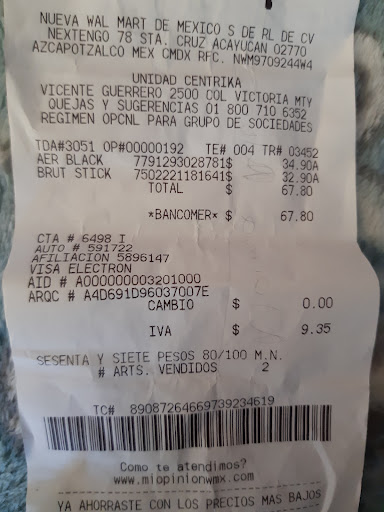 NUEVA WAL MART DE MEXICO S DE RL DE CV
NEXTENGO 78 STA. CRUZ ACAYUCAN 02770
AZCAPOTZALCO MEX CMDX RFC. NWM9709244W4
UNIDAD CENTRIKA
VICENTE GUERRERO 2500 COL VICTORIA MTY
QUEJAS Y SUGERENCIAS 01 800 710 6352
REGIMEN OPCNL PARA GRUPO DE SOCIEDADES
TDA#3051 OP#00000192 TE# 004 TR# 03452
AER BLACK 7791293028781$ 34.90A
BRUT STICK 7502221181641$ 32.90A
TOTAL $ 67.80
*BANCOMER* $ 67.80
CTA # 6498 I
AUTO # 591722
AFILIACION 5896147
VISA ELECTRON
AID # A000000003201000
ARQC # A4D691D96037007E
CAMBIO $ 0.00
IVA $ 9.35
SESENTA Y SIETE PESOS 80/100 M.N.
# ARTS. VENDIDOS 2
TC# 89087264669739234619
Como te atendimos?
www.miopinionwmx.com
YA AHORRASTE CON LOS PRECIOS MAS BAJOS